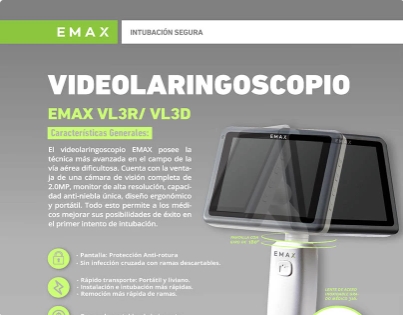 EMAX
INTUBACIÓN SEGURA
VIDEOLARINGOSCOPIO
EMAX VL3R/ VL3D
Características Generales:
El videolaringoscopio EMAX posee la
técnica más avanzada en el campo de la
vía aérea dificultosa. Cuenta con la venta-
ja de una cámara de visión completa de
2.0MP, monitor de alta resolución, capaci-
dad anti-niebla única, diseño ergonómico
y portátil. Todo esto permite a los médi-
cos mejorar sus posibilidades de éxito en
el primer intento de intubación.
- Pantalla: Protección Anti-rotura
- Sin infección cruzada con ramas descartables.
- Rápido transporte: Portátil y liviano.
- Instalación e intubación más rápidas.
- Remoción más rápida de ramas.
EMAX
EMAX